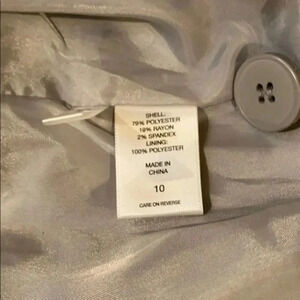 SHELL:
79% POLYESTER
19% RAYON
2% SPANDEX
LINING:
100% POLYESTER
MADE IN
CHINA
10
CARE ON REVERSE